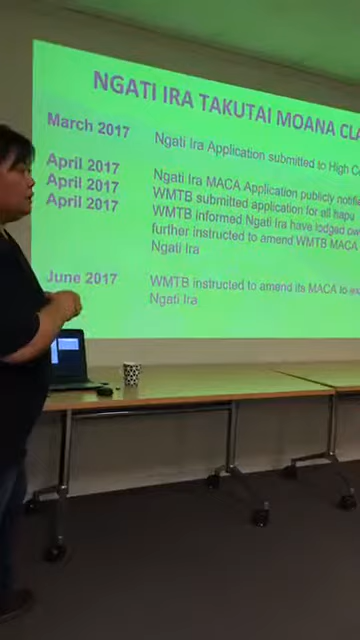 NGATI IRA TAKUTAI MOANA
March 2017 Ngati Ira Application submitted to High
April 2017 Ngati Ira MACA Application publicly
April 2017 WMTB submitted application for all hapu
April 2017 WMTB informed Ngati Ira have lodged
further instructed to amend WMTB MACA
Ngati Ira
June 2017 WMTB instructed to amend its MACA to
Ngati Ira